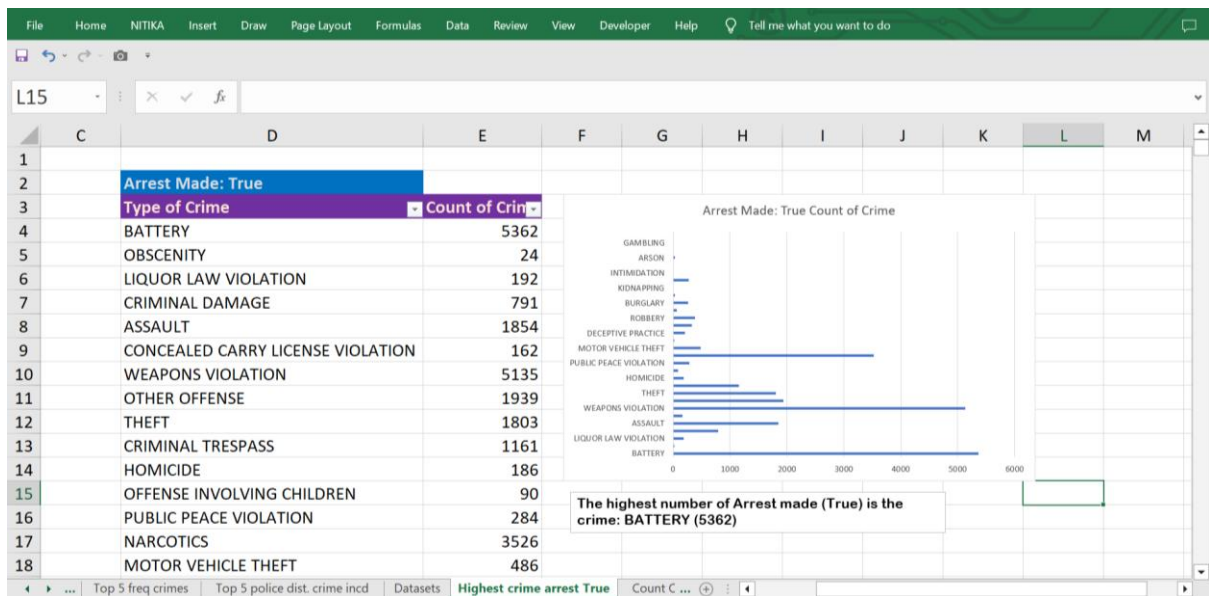 File Home NITIKA Insert Draw Page Layout Formulas Data Review View Developer Help Tell me what you want to do
L15 fx
C D E F G H I J K L M
1
2 Arrest Made: True
3 Type of Crime Count of Crim
4 BATTERY 5362
5 OBSCENITY 24
6 LIQUOR LAW VIOLATION 192
7 CRIMINAL DAMAGE 791
8 ASSAULT 1854
9 CONCEALED CARRY LICENSE VIOLATION 162
10 WEAPONS VIOLATION 5135
11 OTHER OFFENSE 1939
12 THEFT 1803
13 CRIMINAL TRESPASS 1161
14 HOMICIDE 186
15 OFFENSE INVOLVING CHILDREN 90
16 PUBLIC PEACE VIOLATION 284
17 NARCOTICS 3526
18 MOTOR VEHICLE THEFT 486
Arrest Made: True Count of Crime
GAMBLING
ARSON
INTIMIDATION
KIDNAPPING
BURGLARY
ROBBERY
DECEPTIVE PRACTICE
MOTOR VEHICLE THEFT
PUBLIC PEACE VIOLATION
HOMICIDE
THEFT
WEAPONS VIOLATION
ASSAULT
LIQUOR LAW VIOLATION
BATTERY
0 1000 2000 3000 4000 5000 6000
The highest number of Arrest made (True) is the
crime: BATTERY (5362)
... Top 5 freq crimes Top 5 police dist. crime incd Datasets Highest crime arrest True Count C ...